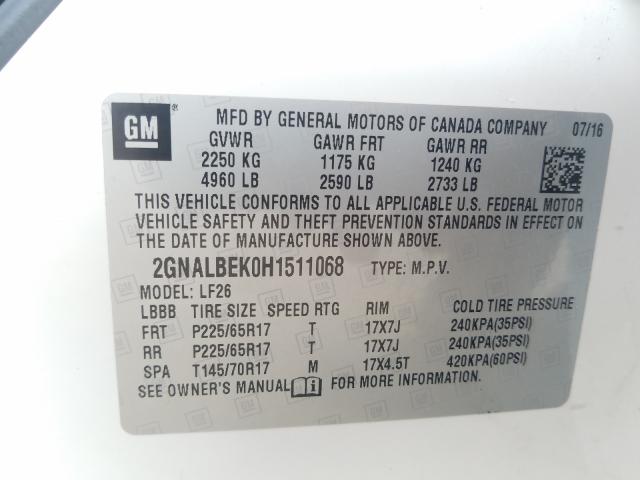 GM ® MFD BY GENERAL MOTORS OF CANADA COMPANY 07/16
GVWR GAWR FRT GAWR RR
2250 KG 1175 KG 1240 KG
4960 LB 2590 LB 2733 LB
THIS VEHICLE CONFORMS TO ALL APPLICABLE U.S. FEDERAL MOTOR
VEHICLE SAFETY AND THEFT PREVENTION STANDARDS IN EFFECT ON
THE DATE OF MANUFACTURE SHOWN ABOVE.
2GNALBEK0H1511068 TYPE: M.P.V.
MODEL: LF26
LBBB TIRE SIZE SPEED RTG RIM COLD TIRE PRESSURE
FRT P225/65R17 T 17X7J 240KPA(35PSI)
RR P225/65R17 T 17X7J 240KPA(35PSI)
SPA T145/70R17 M 17X4.5T 420KPA(60PSI)
SEE OWNER'S MANUAL FOR MORE INFORMATION.